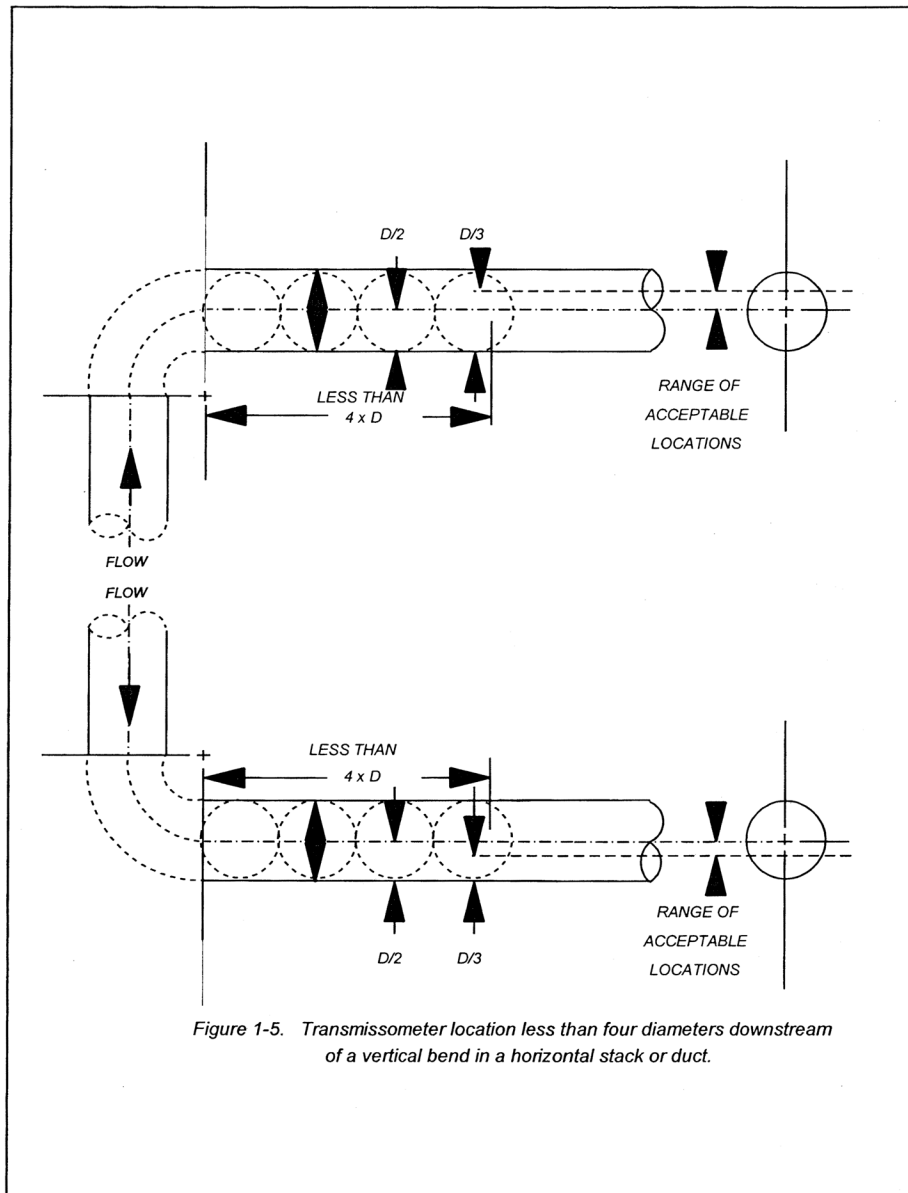 D/2
D/3
LESS THAN
4 x D
RANGE OF
ACCEPTABLE
LOCATIONS
FLOW
FLOW
LESS THAN
4 x D
RANGE OF
ACCEPTABLE
LOCATIONS
D/2
D/3
Figure 1-5. Transmissometer location less than four diameters downstream
of a vertical bend in a horizontal stack or duct.